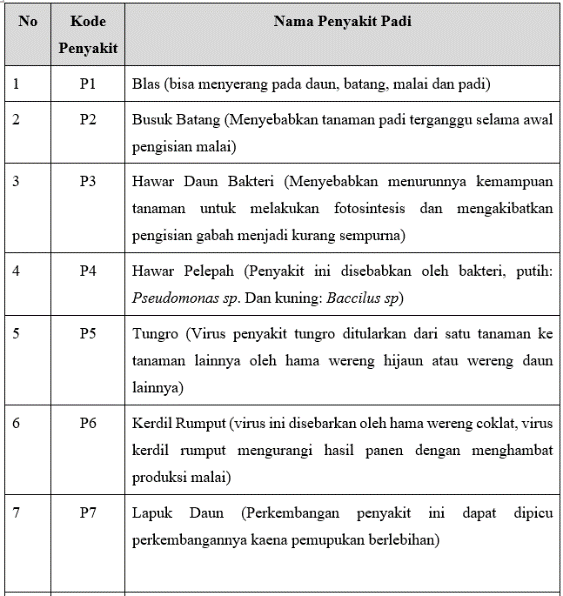 No Kode Penyakit Nama Penyakit Padi
1 P1 Blas (bisa menyerang pada daun, batang, malai dan padi)
2 P2 Busuk Batang (Menyebabkan tanaman padi terganggu selama awal
pengisian malai)
3 P3 Hawar Daun Bakteri (Menyebabkan menurunnya kemampuan
tanaman untuk melakukan fotosintesis dan mengakibatkan
pengisian gabah menjadi kurang sempurna)
4 P4 Hawar Pelepah (Penyakit ini disebabkan oleh bakteri, putih:
Pseudomonas sp. Dan kuning: Baccilus sp)
5 P5 Tungro (Virus penyakit tungro ditularkan dari satu tanaman ke
tanaman lainnya oleh hama wereng hijaun atau wereng daun
lainnya)
6 P6 Kerdil Rumput (virus ini disebarkan oleh hama wereng coklat, virus
kerdil rumput mengurangi hasil panen dengan menghambat
produksi malai)
7 P7 Lapuk Daun (Perkembangan penyakit ini dapat dipicu
perkembangannya kaena pemupukan berlebihan)